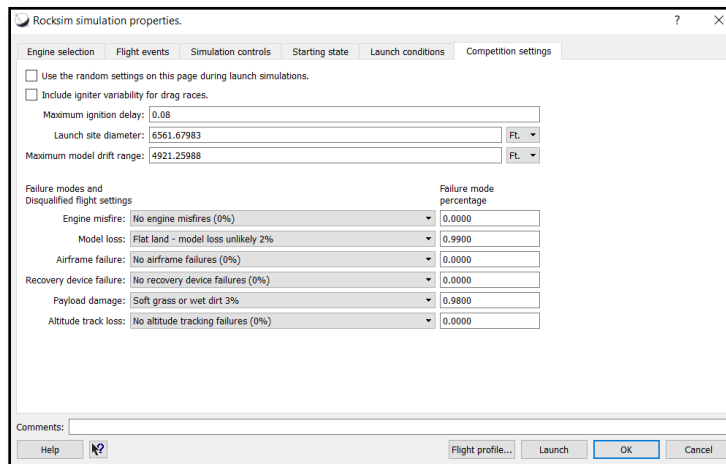 Rocksim simulation properties. ? X
Engine selection Flight events Simulation controls Starting state Launch conditions Competition settings
Use the random settings on this page during launch simulations.
Include igniter variability for drag races.
Maximum ignition delay: 0.08
Launch site diameter: 6561.67983 Ft.
Maximum model drift range: 4921.25988 Ft.
Failure modes and Failure mode
Disqualified flight settings percentage
Engine misfire: No engine misfires (0%) 0.0000
Model loss: Flat land - model loss unlikely 2% 0.9900
Airframe failure: No airframe failures (0%) 0.0000
Recovery device failure: No recovery device failures (0%) 0.0000
Payload damage: Soft grass or wet dirt 3% 0.9800
Altitude track loss: No altitude tracking failures (0%) 0.0000
Comments:
Help ? Flight profile... Launch OK Cancel